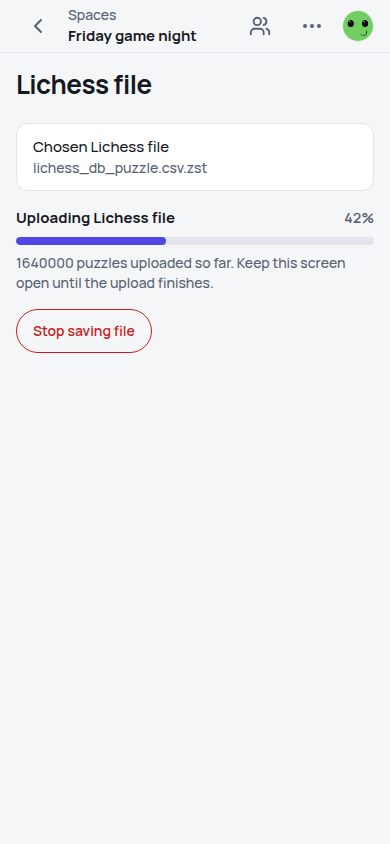 Spaces
Friday game night
Lichess file
Chosen Lichess file
lichess_db_puzzle.csv.zst
Uploading Lichess file 42%
1640000 puzzles uploaded so far. Keep this screen
open until the upload finishes.
Stop saving file